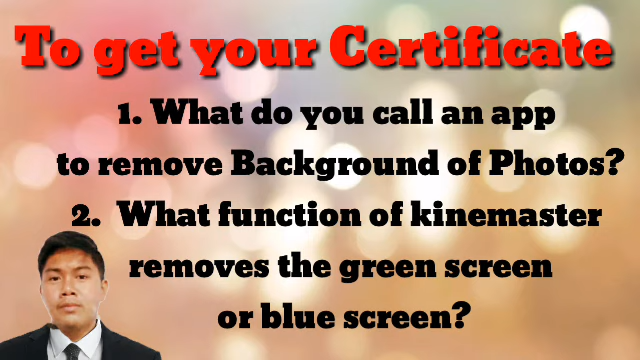 To get your Certificate
1. What do you call an app
to remove Background of Photos?
2. What function of kinemaster
removes the green screen
or blue screen?